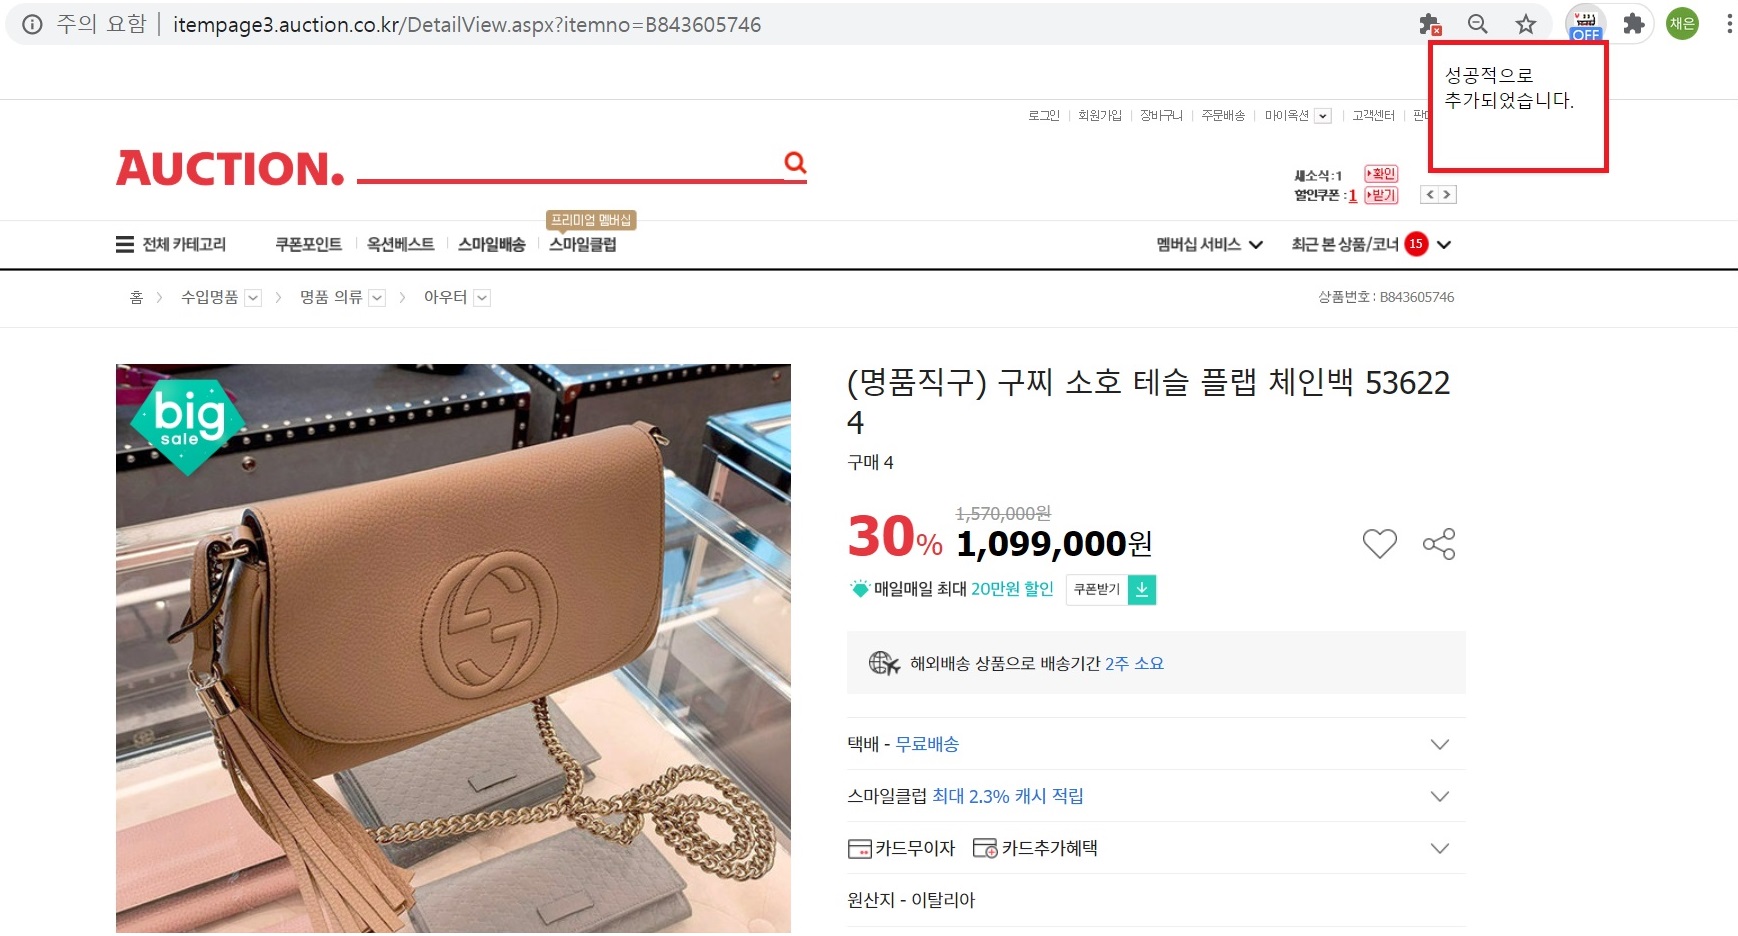 주의 요함 | itempage3.auction.co.kr/DetailView.aspx?itemno=B843605746
OFF
채은
성공적으로
추가되었습니다.
로그인 | 회원가입 | 장바구니 | 주문배송 | 마이옥션 | 고객센터 |
AUCTION.
새소식 : 1 확인
할인쿠폰 : 1 받기
프리미엄 멤버십
전체 카테고리 쿠폰포인트 옥션베스트 스마일배송 스마일클럽 멤버십 서비스 최근 본 상품/코너 15
홈 > 수입명품 > 명품 의류 > 아우터 상품번호 : B843605746
big
sale
(명품직구) 구찌 소호 테슬 플랩 체인백 53622
4
구매 4
1,570,000원
30% 1,099,000원
매일매일 최대 20만원 할인 쿠폰받기
해외배송 상품으로 배송기간 2주 소요
택배 - 무료배송
스마일클럽 최대 2.3% 캐시 적립
카드무이자 카드추가혜택
원산지 - 이탈리아